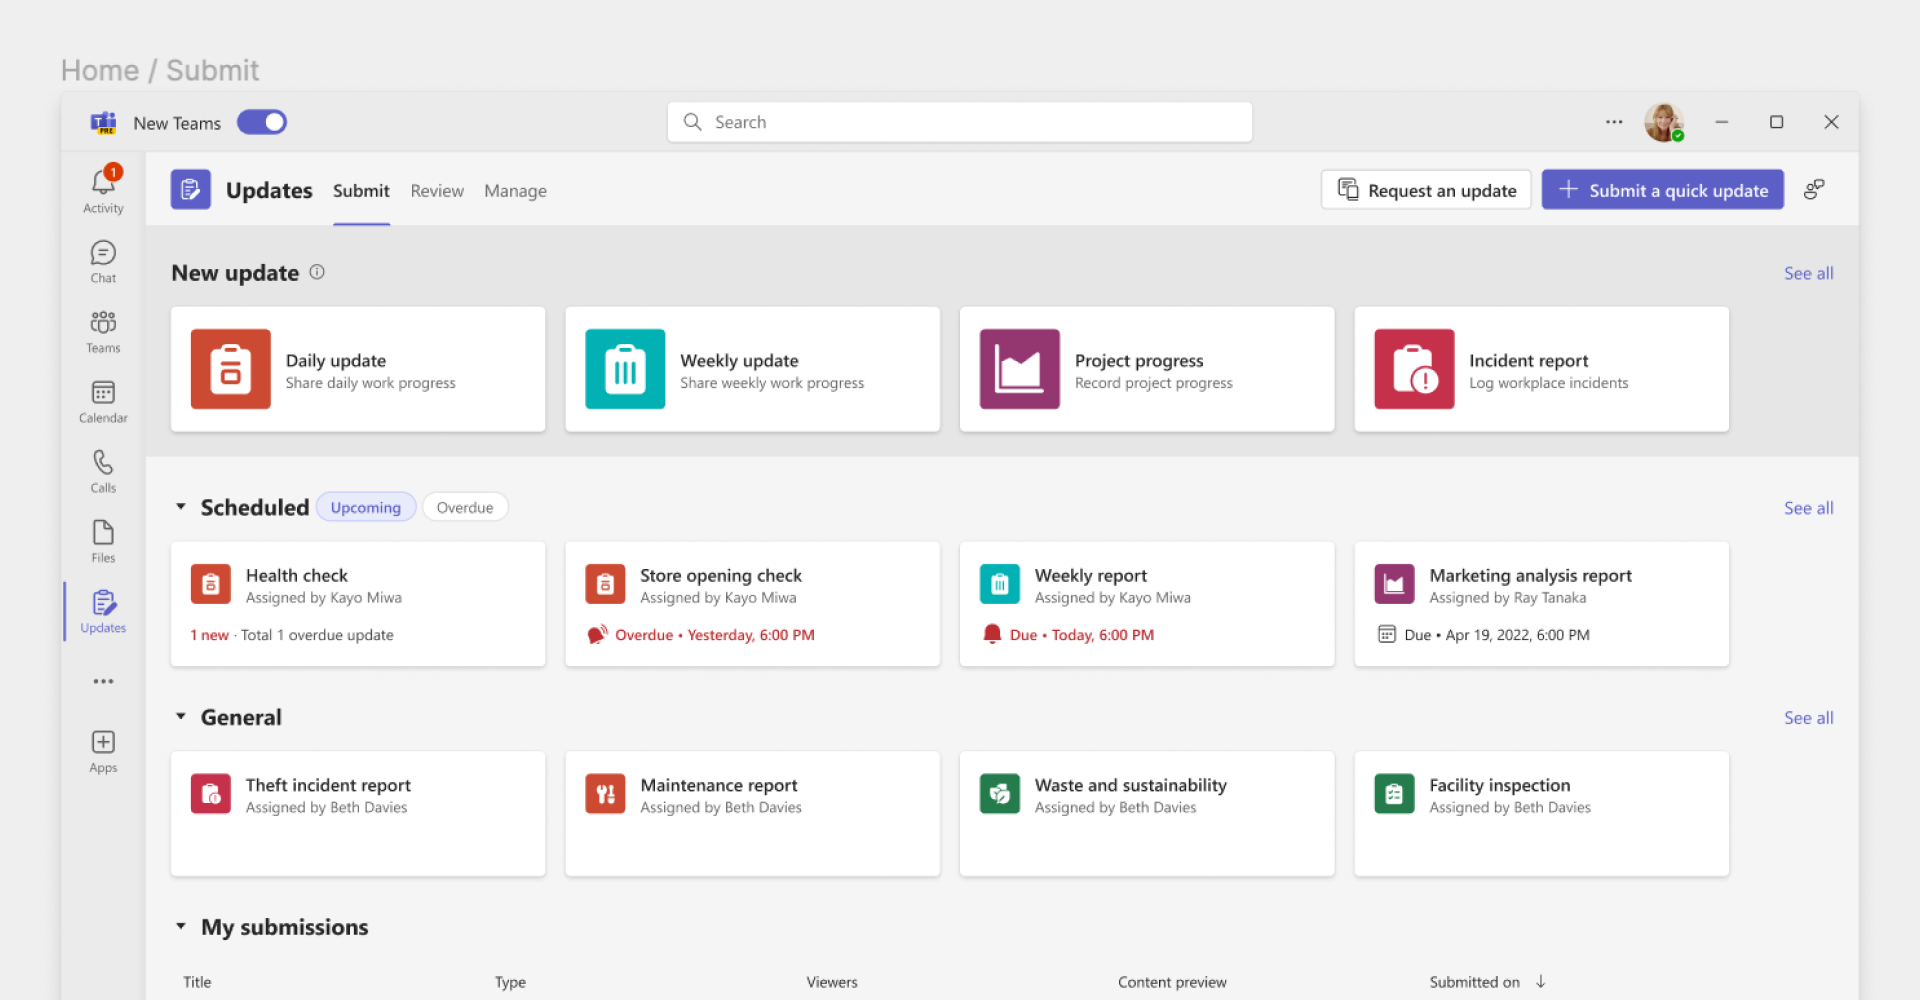 Home / Submit
New Teams
Search
1
Activity
Chat
Teams
Calendar
Calls
Files
Updates
Apps
Updates
Submit
Review
Manage
Request an update
Submit a quick update
New update
See all
Daily update
Share daily work progress
Weekly update
Share weekly work progress
Project progress
Record project progress
Incident report
Log workplace incidents
Scheduled
Upcoming
Overdue
See all
Health check
Assigned by Kayo Miwa
1 new · Total 1 overdue update
Store opening check
Assigned by Kayo Miwa
Overdue • Yesterday, 6:00 PM
Weekly report
Assigned by Kayo Miwa
Due • Today, 6:00 PM
Marketing analysis report
Assigned by Ray Tanaka
Due • Apr 19, 2022, 6:00 PM
General
See all
Theft incident report
Assigned by Beth Davies
Maintenance report
Assigned by Beth Davies
Waste and sustainability
Assigned by Beth Davies
Facility inspection
Assigned by Beth Davies
My submissions
Title
Type
Viewers
Content preview
Submitted on
T
PRE